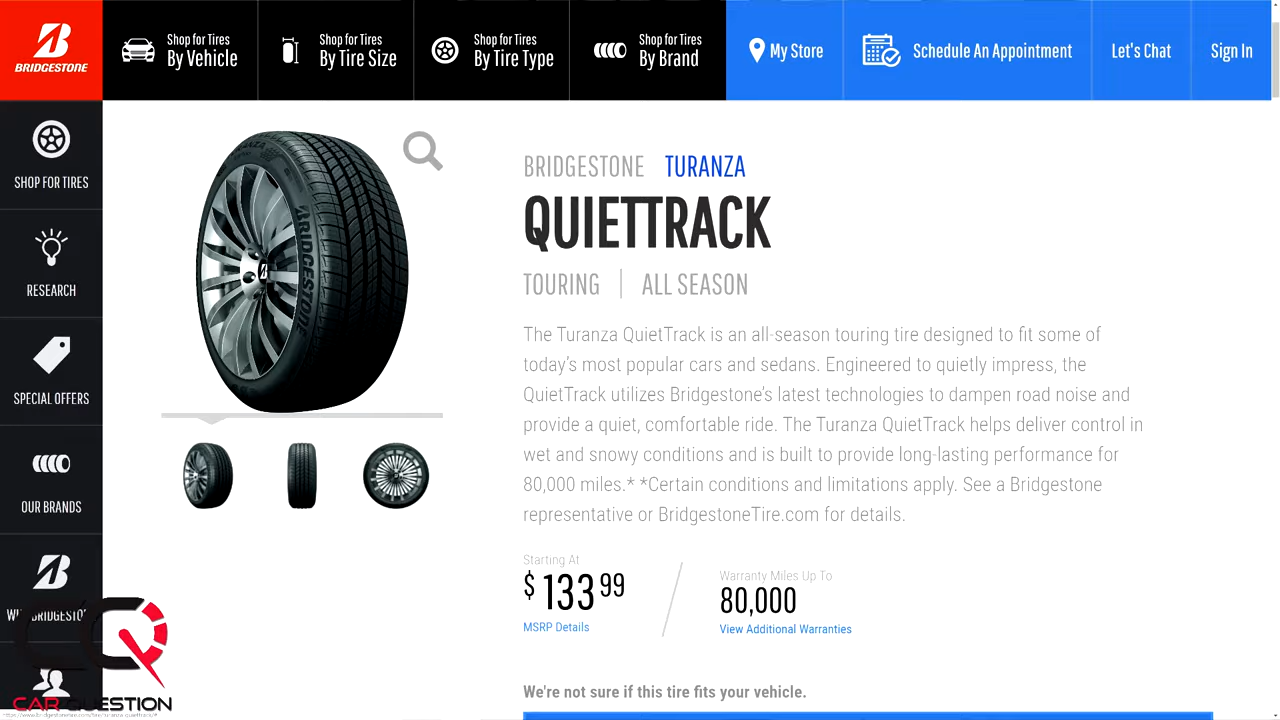 BRIDGESTONE
Shop for Tires
By Vehicle
Shop for Tires
By Tire Size
Shop for Tires
By Tire Type
Shop for Tires
By Brand
My Store
Schedule An Appointment
Let's Chat
Sign In
SHOP FOR TIRES
RESEARCH
SPECIAL OFFERS
OUR BRANDS
BRIDGESTONE
BRIDGESTONE TURANZA
QUIETTRACK
TOURING | ALL SEASON
The Turanza QuietTrack is an all-season touring tire designed to fit some of
today's most popular cars and sedans. Engineered to quietly impress, the
QuietTrack utilizes Bridgestone's latest technologies to dampen road noise and
provide a quiet, comfortable ride. The Turanza QuietTrack helps deliver control in
wet and snowy conditions and is built to provide long-lasting performance for
80,000 miles.* *Certain conditions and limitations apply. See a Bridgestone
representative or BridgestoneTire.com for details.
Starting At
$133 99
MSRP Details
Warranty Miles Up To
80,000
View Additional Warranties
We're not sure if this tire fits your vehicle.
CQ
CAR QUESTION